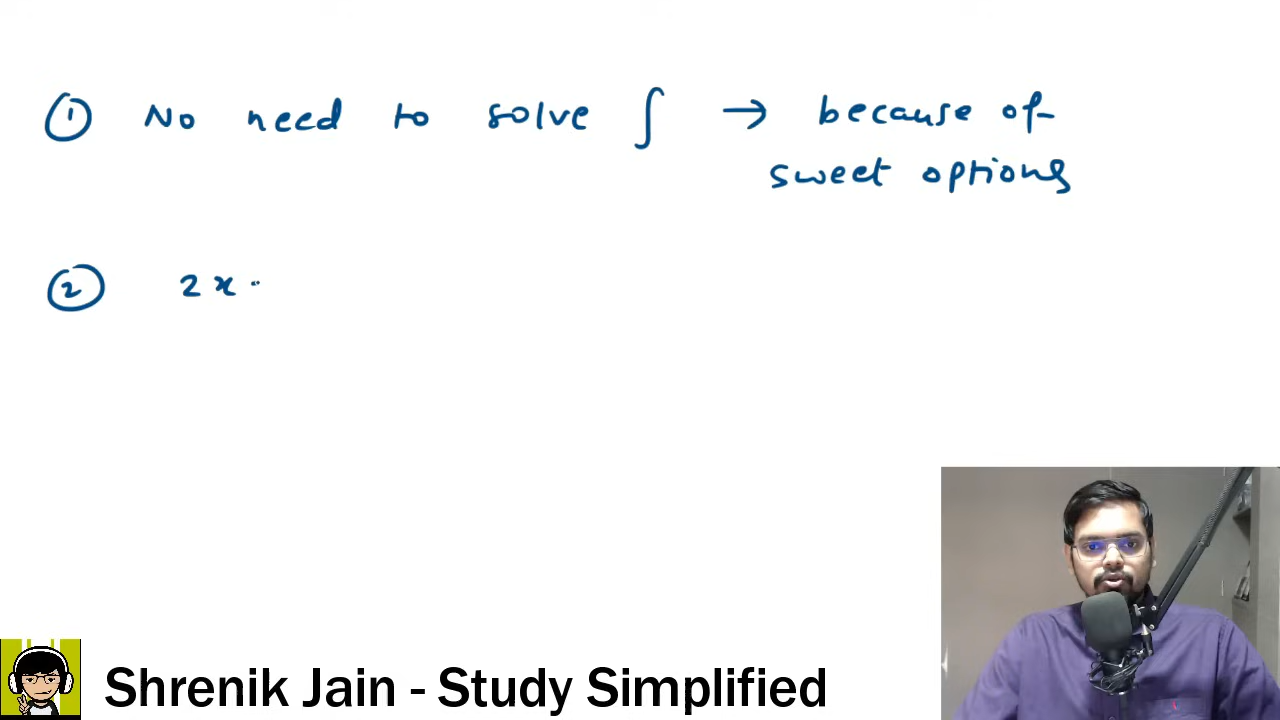 ① No need to solve ∫ → because of
sweet options
② 2x
Shrenik Jain - Study Simplified